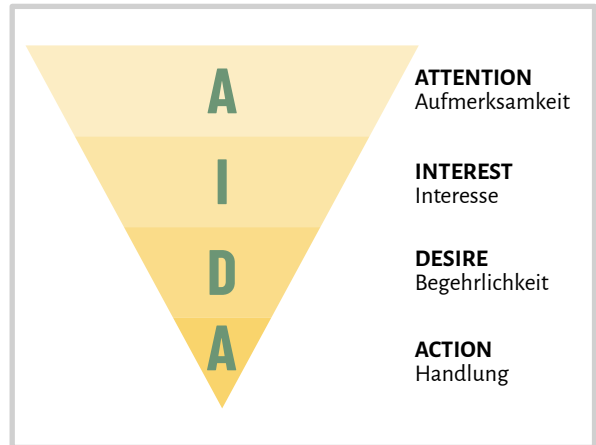 A
ATTENTION
Aufmerksamkeit
I
INTEREST
Interesse
D
DESIRE
Begehrlichkeit
A
ACTION
Handlung